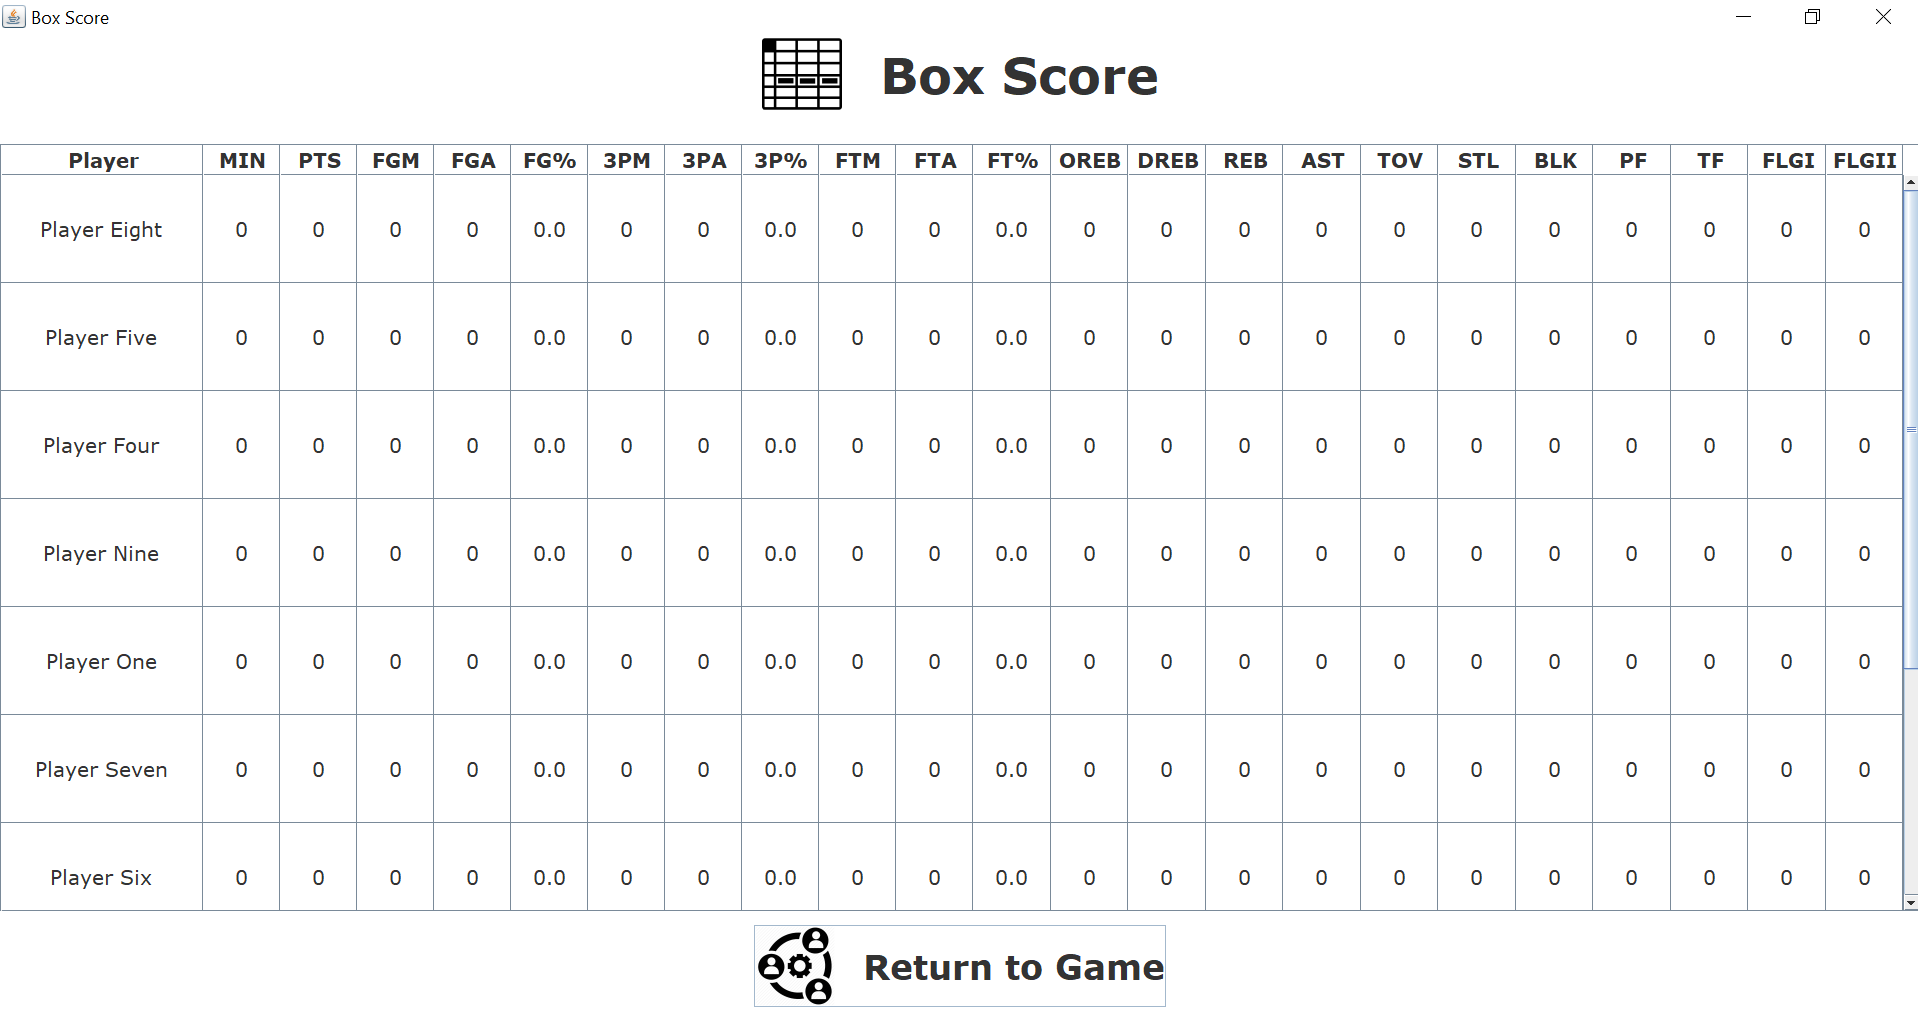 Box Score
Box Score
Player MIN PTS FGM FGA FG% 3PM 3PA 3P% FTM FTA FT% OREB DREB REB AST TOV STL BLK PF TF FLGI FLGII
Player Eight 0 0 0 0 0.0 0 0 0.0 0 0 0.0 0 0 0 0 0 0 0 0 0 0 0
Player Five 0 0 0 0 0.0 0 0 0.0 0 0 0.0 0 0 0 0 0 0 0 0 0 0 0
Player Four 0 0 0 0 0.0 0 0 0.0 0 0 0.0 0 0 0 0 0 0 0 0 0 0 0
Player Nine 0 0 0 0 0.0 0 0 0.0 0 0 0.0 0 0 0 0 0 0 0 0 0 0 0
Player One 0 0 0 0 0.0 0 0 0.0 0 0 0.0 0 0 0 0 0 0 0 0 0 0 0
Player Seven 0 0 0 0 0.0 0 0 0.0 0 0 0.0 0 0 0 0 0 0 0 0 0 0 0
Player Six 0 0 0 0 0.0 0 0 0.0 0 0 0.0 0 0 0 0 0 0 0 0 0 0 0
Return to Game